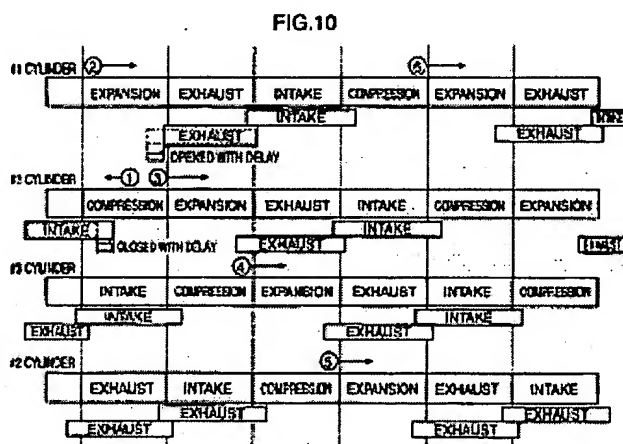 FIG.10
#1 CYLINDER
② ⑥
EXPANSION EXHAUST INTAKE COMPRESSION EXPANSION EXHAUST
INTAKE INTAKE
EXHAUST EXHAUST
OPENED WITH DELAY
#3 CYLINDER
① ③
COMPRESSION EXPANSION EXHAUST INTAKE COMPRESSION EXPANSION
INTAKE INTAKE
CLOSED WITH DELAY EXHAUST EXHAUST
④
CYLINDER
INTAKE COMPRESSION EXPANSION EXHAUST INTAKE COMPRESSION
INTAKE INTAKE
EXHAUST EXHAUST
#2 CYLINDER
⑤
EXHAUST INTAKE COMPRESSION EXPANSION EXHAUST INTAKE
EXHAUST EXHAUST
EXHAUST EXHAUST